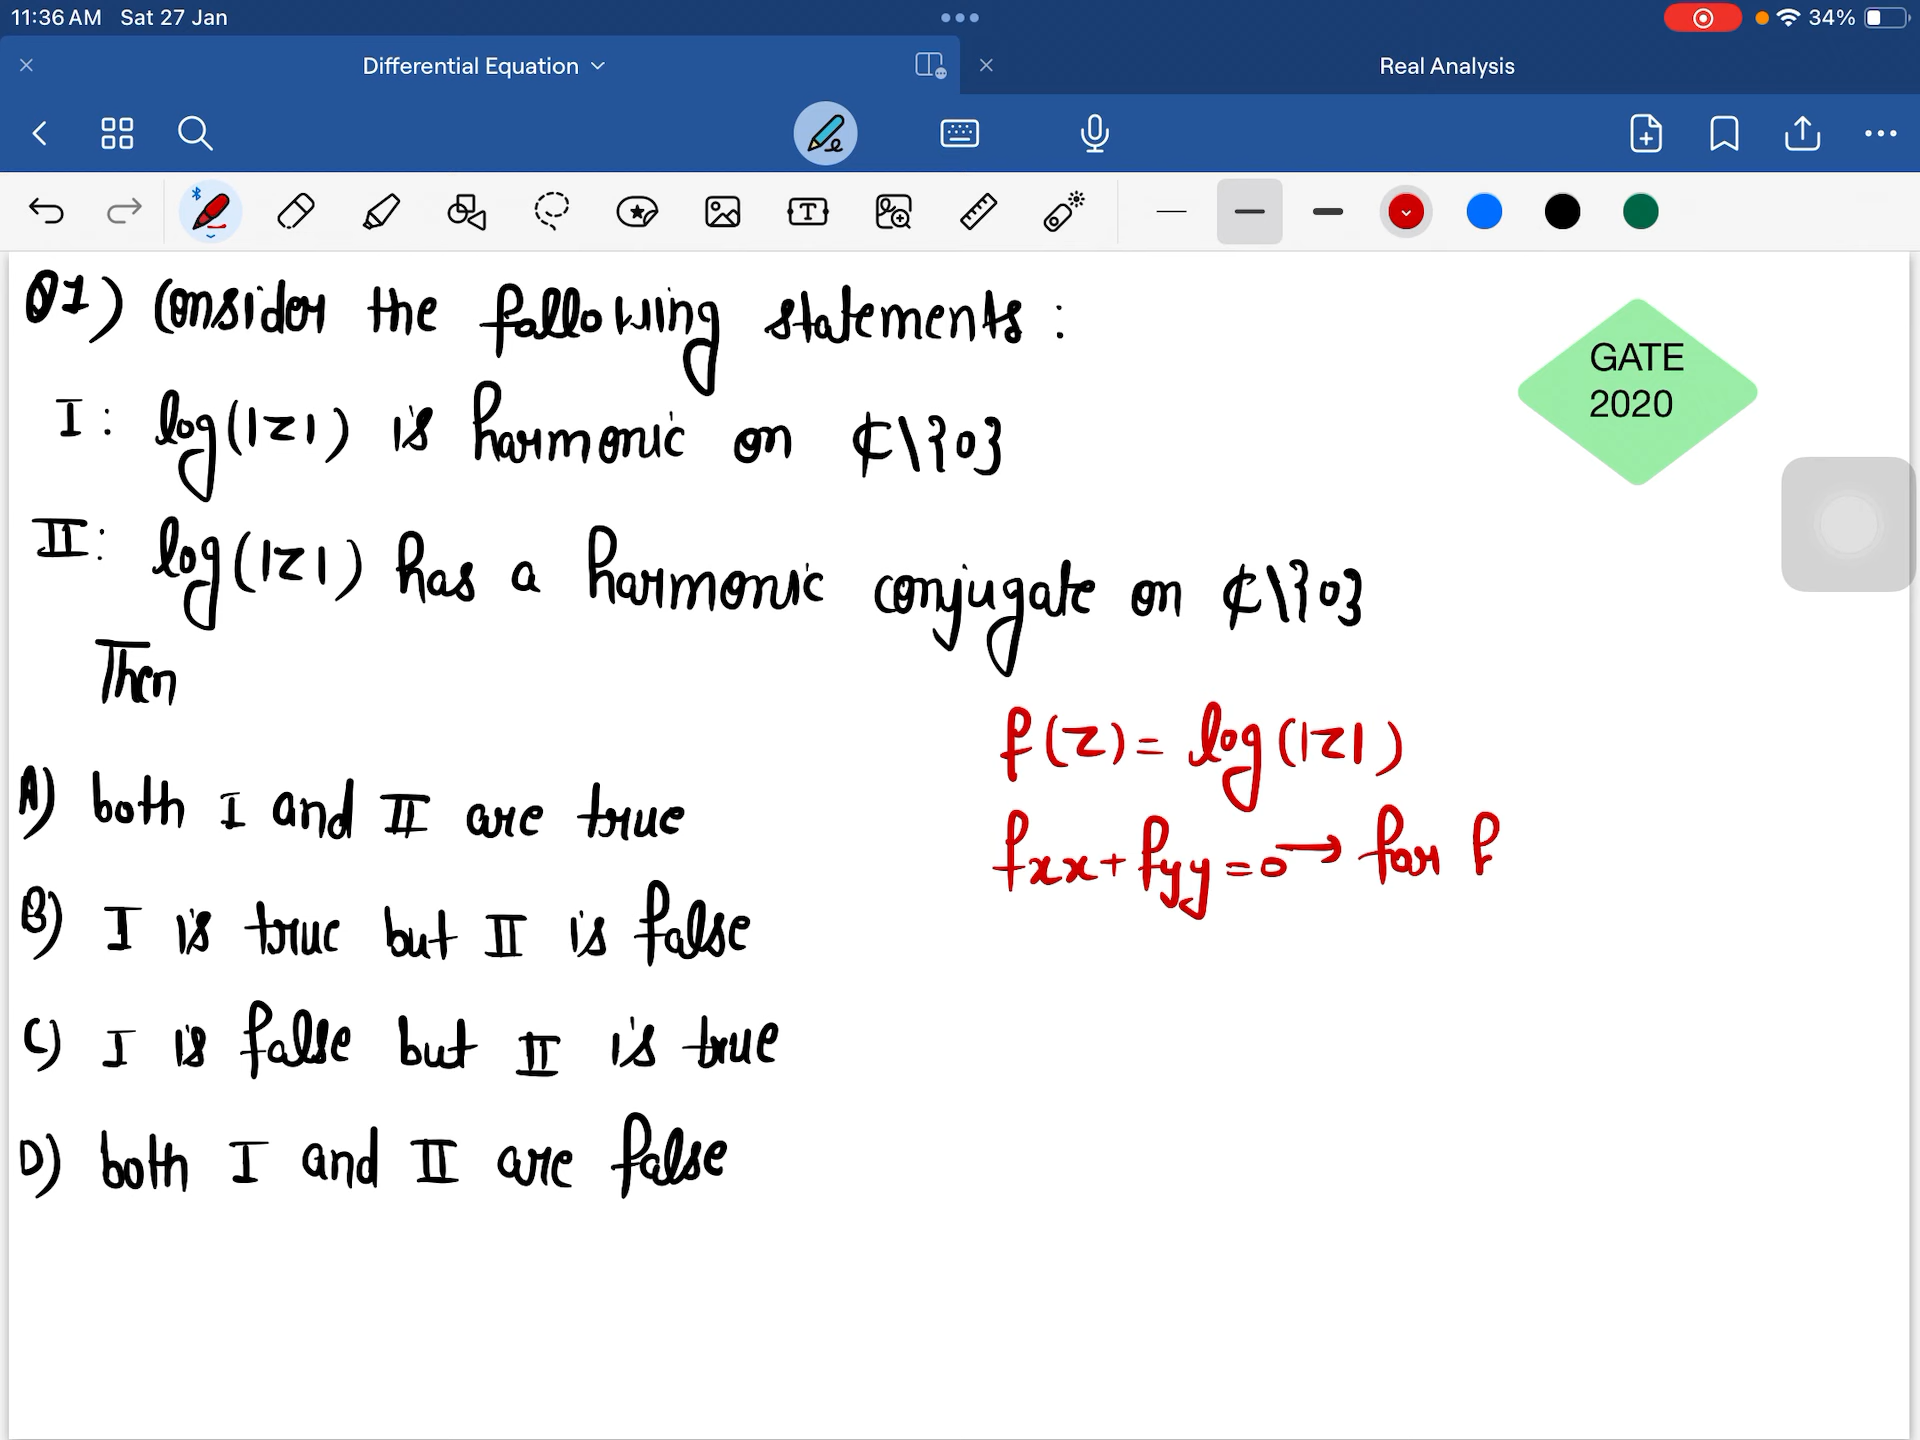 11:36 AM Sat 27 Jan
34%
Differential Equation
Real Analysis
Q1) Consider the following statements :
GATE
2020
I: log(|z|) is harmonic on ℂ\{0}
II: log(|z|) has a harmonic conjugate on ℂ\{0}
Then
f(z) = log(|z|)
fxx + fyy = 0 → for f
A) both I and II are true
B) I is true but II is false
C) I is false but II is true
D) both I and II are false